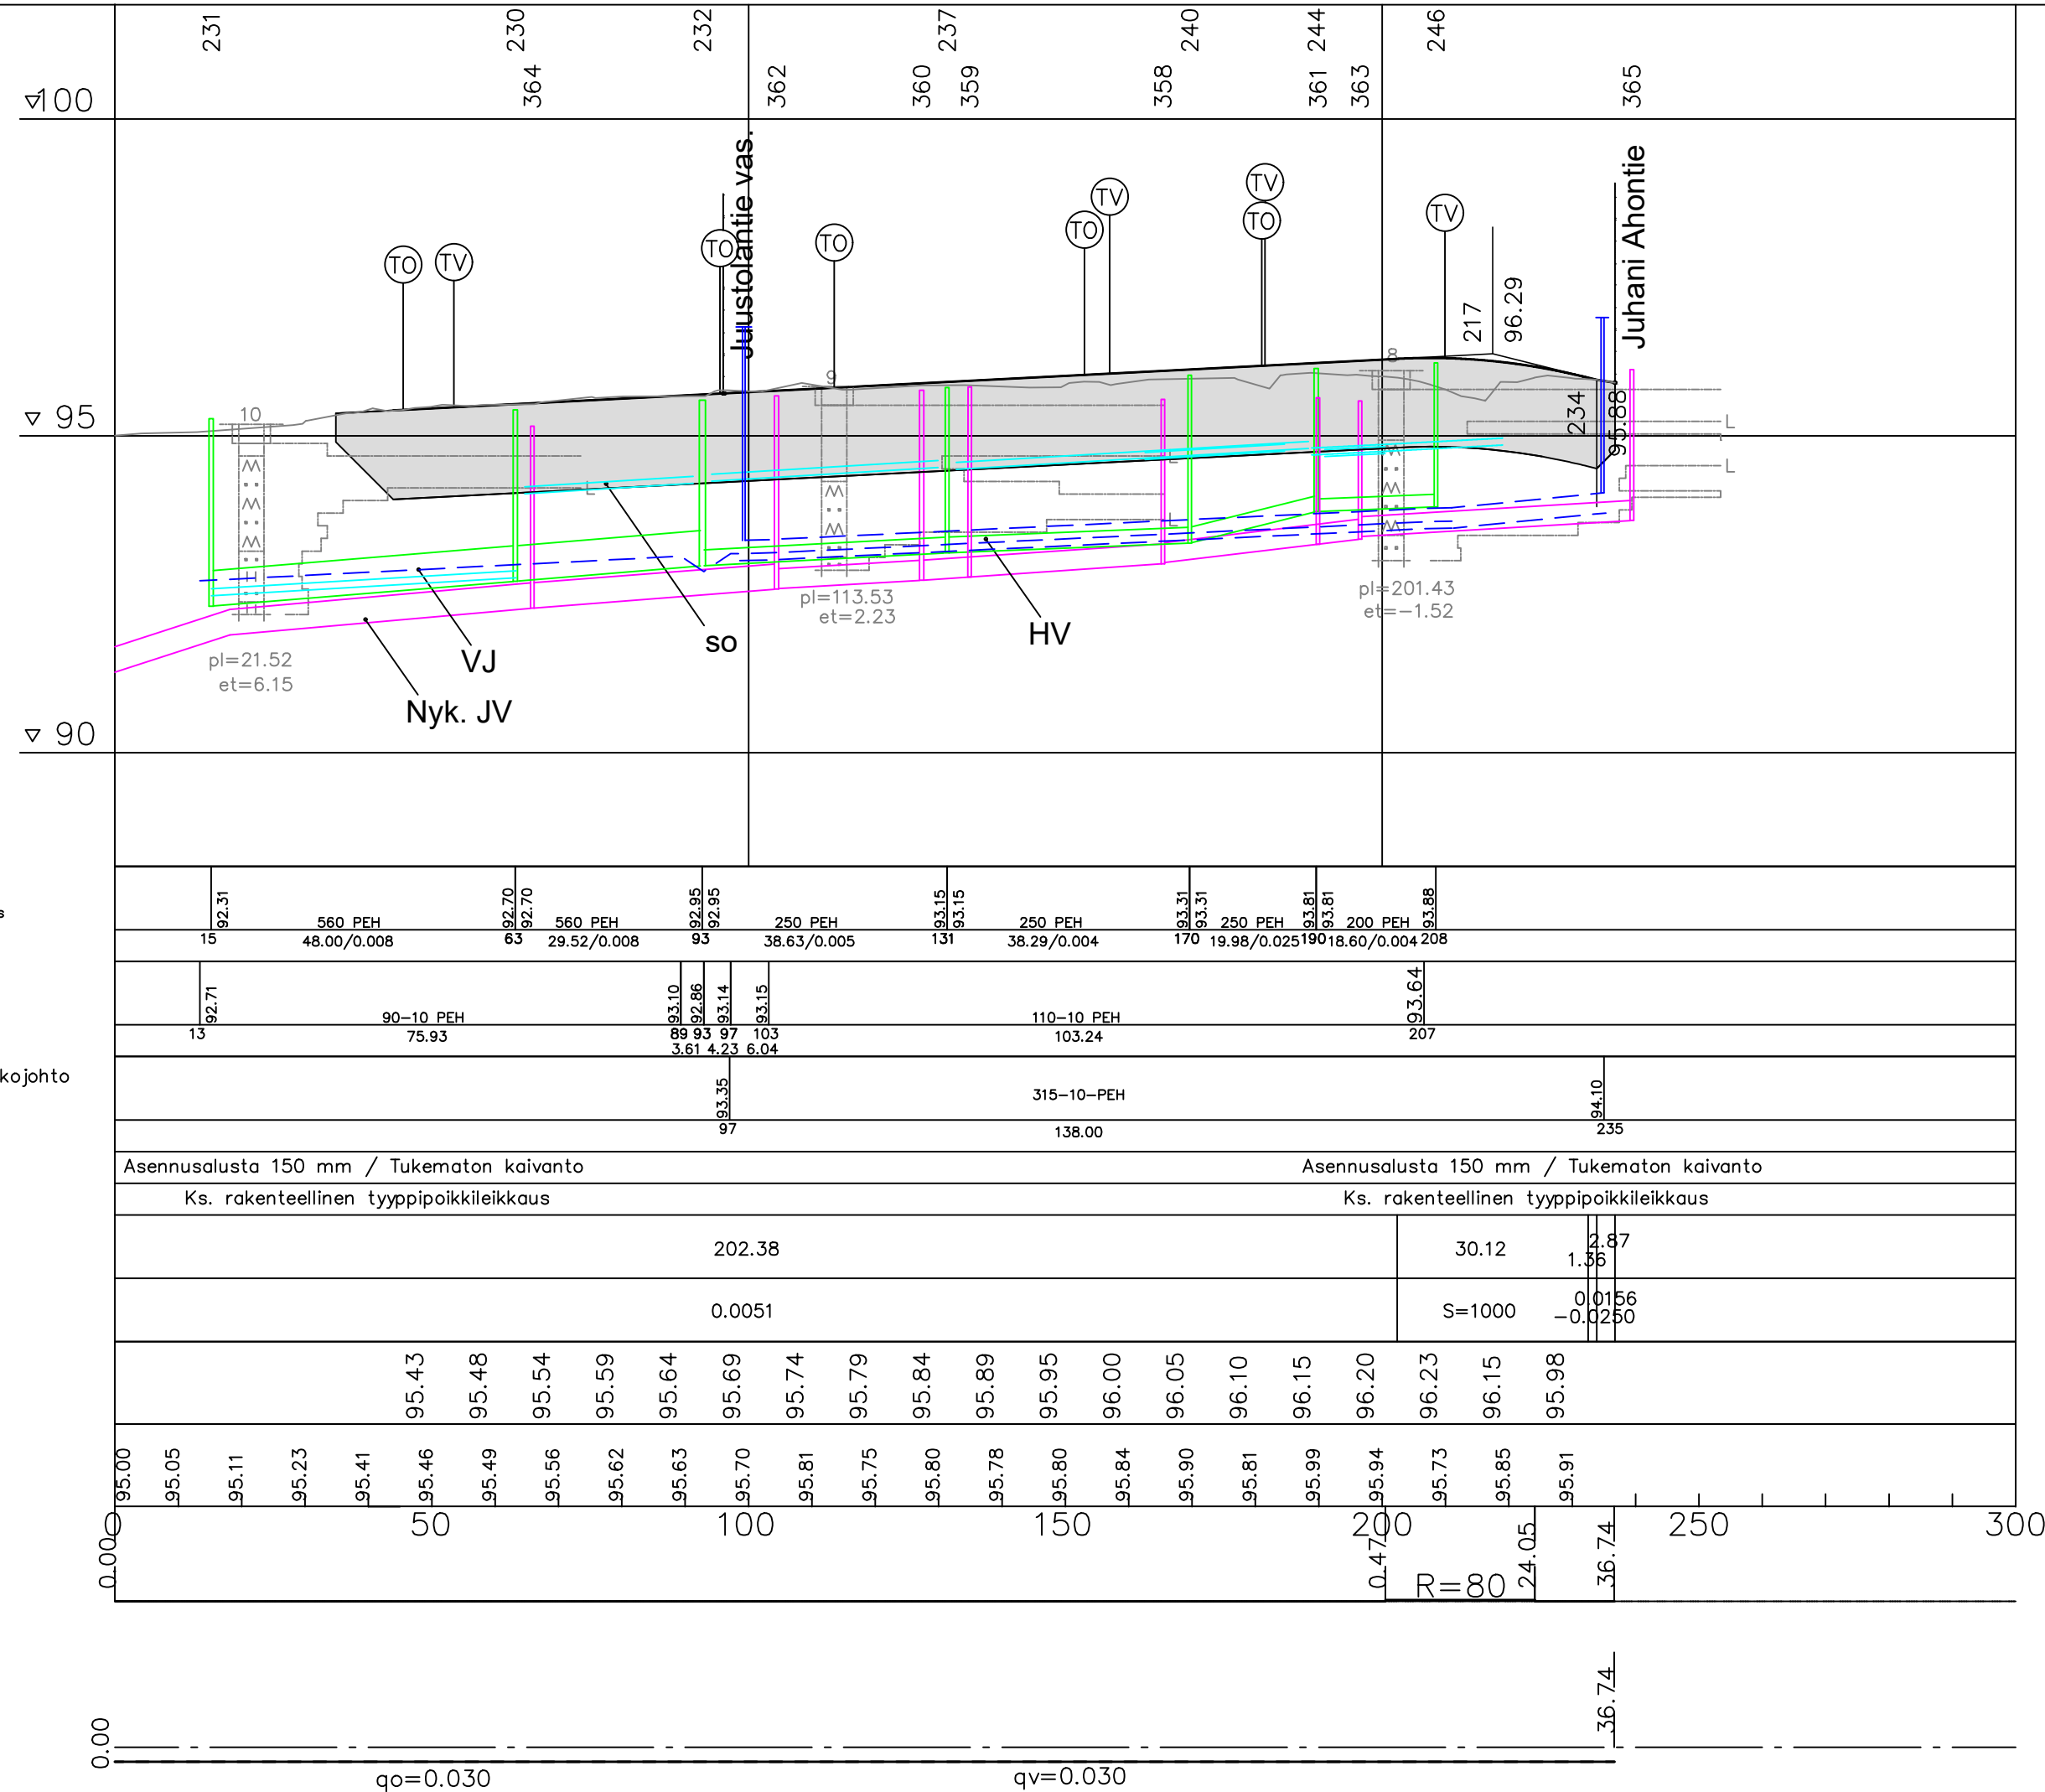 231 230 232 237 240 244 246
364 362 360 359 358 361 363 365
100
Juustolantie vas.
Juhani Ahontie
TO TV TO TO TO TV TV TO TV
217 96.29
95
10 9 8
234 95.88
L
L
L
L
pl=21.52
et=6.15
pl=113.53
et=2.23
pl=201.43
et=-1.52
VJ
so
HV
Nyk. JV
90
s
92.31 92.70 92.70 92.95 92.95 93.15 93.15 93.31 93.31 93.81 93.81 93.88
560 PEH 560 PEH 250 PEH 250 PEH 250 PEH 200 PEH
15 48.00/0.008 63 29.52/0.008 93 38.63/0.005 131 38.29/0.004 170 19.98/0.025 190 18.60/0.004 208
92.71 93.10 92.86 93.14 93.15 93.64
90-10 PEH 110-10 PEH
13 75.93 89 93 97 103 103.24 207
3.61 4.23 6.04
kojohto
93.35 315-10-PEH 94.10
97 138.00 235
Asennusalusta 150 mm / Tukematon kaivanto Asennusalusta 150 mm / Tukematon kaivanto
Ks. rakenteellinen tyyppipoikkileikkaus Ks. rakenteellinen tyyppipoikkileikkaus
202.38 30.12 1.36 2.87
0.0051 S=1000 -0.0250 0.0156
95.43 95.48 95.54 95.59 95.64 95.69 95.74 95.79 95.84 95.89 95.95 96.00 96.05 96.10 96.15 96.20 96.23 96.15 95.98
95.00 95.05 95.11 95.23 95.41 95.46 95.49 95.56 95.62 95.63 95.70 95.81 95.75 95.80 95.78 95.80 95.84 95.90 95.81 95.99 95.94 95.73 95.85 95.91
0 50 100 150 200 250 300
0.00 0.47 R=80 24.05 36.74
0.00 36.74
qo=0.030 qv=0.030